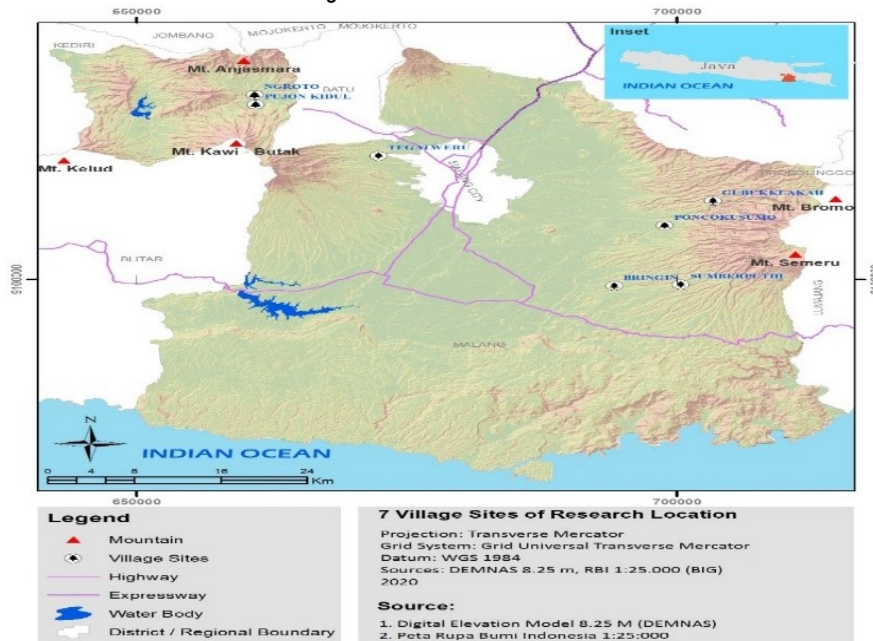 650000
700000
JOMBANG
MOJOKERTO
MOJOKERTO
KEDIRI
Mt. Anjasmara
NGROTO
BATU
PUJON KIDUL
Mt. Kawi - Butak
Mt. Kelud
TEGALWERU
MALANG CITY
Inset
Java
INDIAN OCEAN
PROBOLINGGO
GUBUKKLAKAH
Mt. Bromo
PONCOKUSUMO
Mt. Semeru
BLITAR
BRINGIN
SUMBERPUTIH
9100000
MALANG
N
INDIAN OCEAN
0 4 8 16 24
Km
650000
700000
Legend
Mountain
Village Sites
Highway
Expressway
Water Body
District / Regional Boundary
7 Village Sites of Research Location
Projection: Transverse Mercator
Grid System: Grid Universal Transverse Mercator
Datum: WGS 1984
Sources: DEMNAS 8.25 m, RBI 1:25.000 (BIG)
2020
Source:
1. Digital Elevation Model 8.25 M (DEMNAS)
2. Peta Rupa Bumi Indonesia 1:25:000